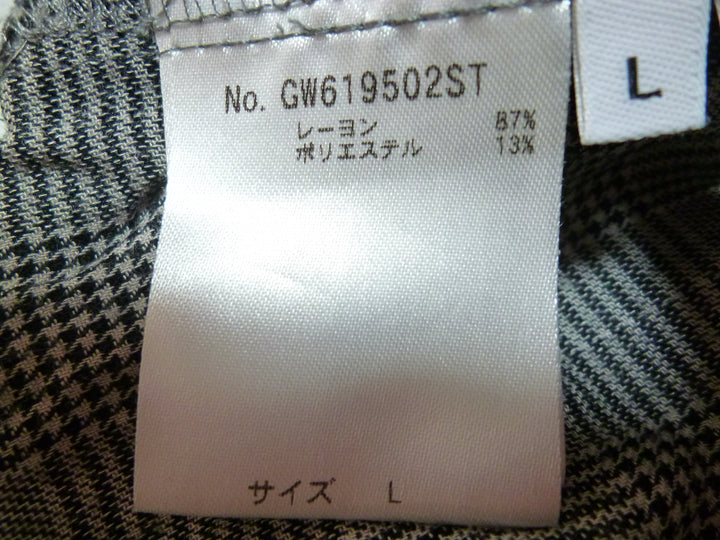 No. GW619502ST
レーヨン 87%
ポリエステル 13%
サイズ L
L